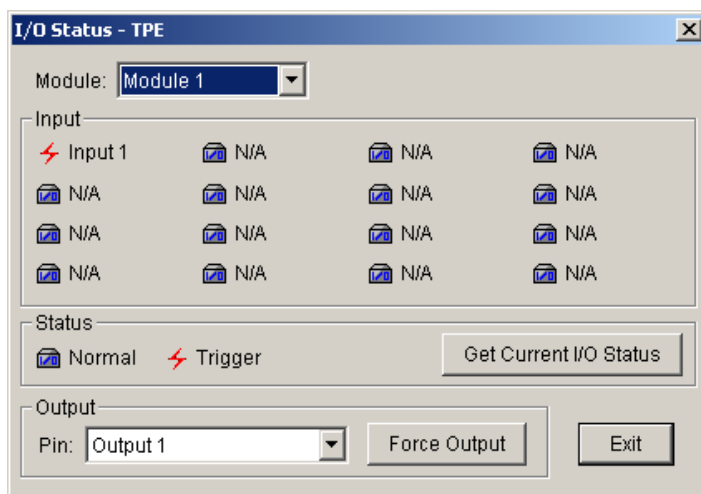 I/O Status - TPE
Module: Module 1
Input
Input 1 N/A N/A N/A
N/A N/A N/A N/A
N/A N/A N/A N/A
N/A N/A N/A N/A
Status
Normal Trigger Get Current I/O Status
Output
Pin: Output 1 Force Output Exit